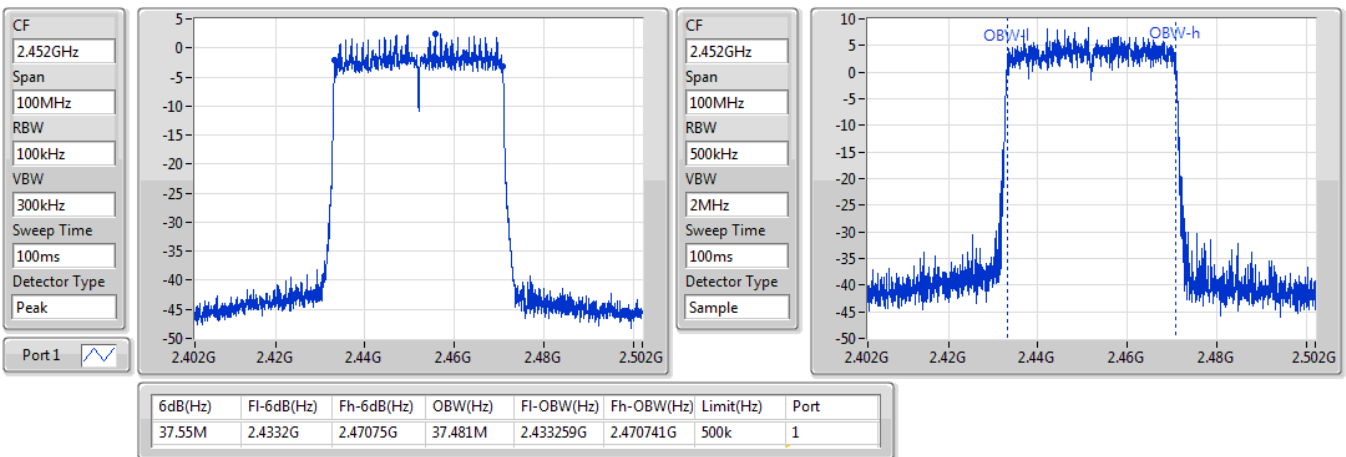 CF
2.452GHz
Span
100MHz
RBW
100kHz
VBW
300kHz
Sweep Time
100ms
Detector Type
Peak
Port 1
5
0
-5
-10
-15
-20
-25
-30
-35
-40
-45
-50
2.402G 2.42G 2.44G 2.46G 2.48G 2.502G
CF
2.452GHz
Span
100MHz
RBW
500kHz
VBW
2MHz
Sweep Time
100ms
Detector Type
Sample
OBW-l OBW-h
10
5
0
-5
-10
-15
-20
-25
-30
-35
-40
-45
-50
2.402G 2.42G 2.44G 2.46G 2.48G 2.502G
6dB(Hz) Fl-6dB(Hz) Fh-6dB(Hz) OBW(Hz) Fl-OBW(Hz) Fh-OBW(Hz) Limit(Hz) Port
37.55M 2.4332G 2.47075G 37.481M 2.433259G 2.470741G 500k 1